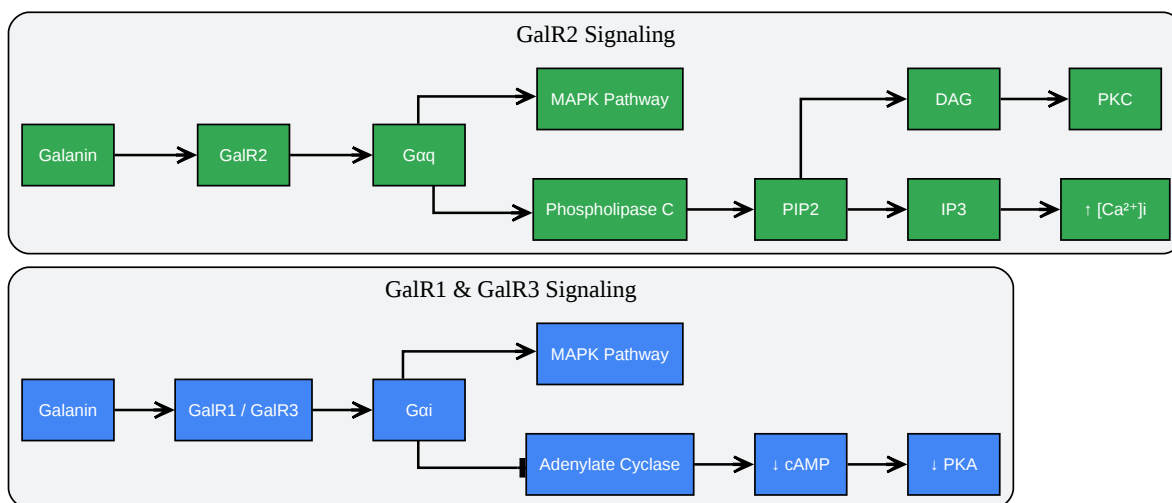 GalR2 Signaling
MAPK Pathway
DAG
PKC
Galanin
GalR2
Gαq
Phospholipase C
PIP2
IP3
↑ [Ca²⁺]i
GalR1 & GalR3 Signaling
MAPK Pathway
Galanin
GalR1 / GalR3
Gαi
Adenylate Cyclase
↓ cAMP
↓ PKA